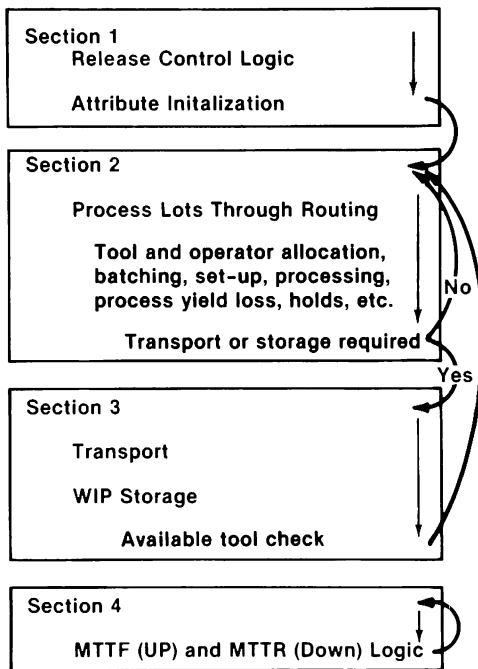 Section 1
Release Control Logic
Attribute Initalization
Section 2
Process Lots Through Routing
Tool and operator allocation,
batching, set-up, processing,
process yield loss, holds, etc.
No
Transport or storage required
Yes
Section 3
Transport
WIP Storage
Available tool check
Section 4
MTTF (UP) and MTTR (Down) Logic